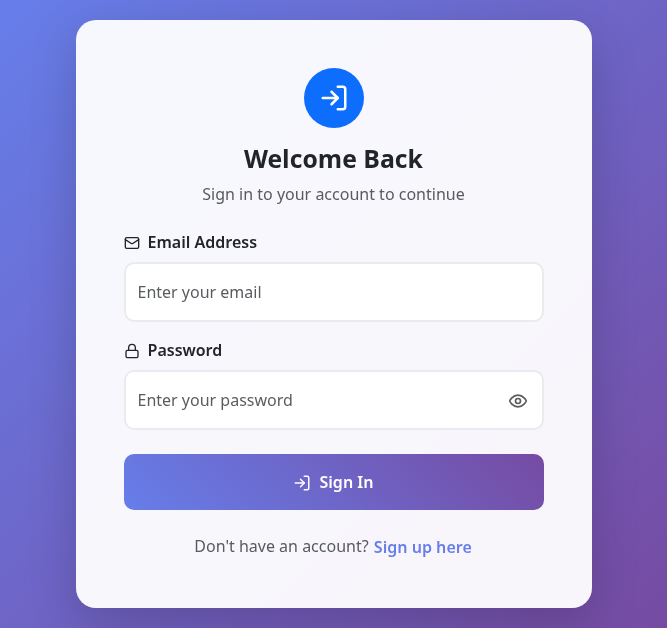 Welcome Back
Sign in to your account to continue
Email Address
Enter your email
Password
Enter your password
Sign In
Don't have an account? Sign up here